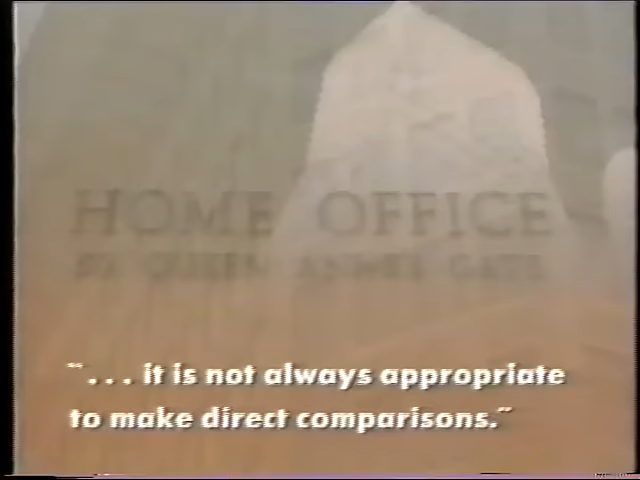 HOME OFFICE
50 QUEEN ANNE'S GATE
"... it is not always appropriate
to make direct comparisons."